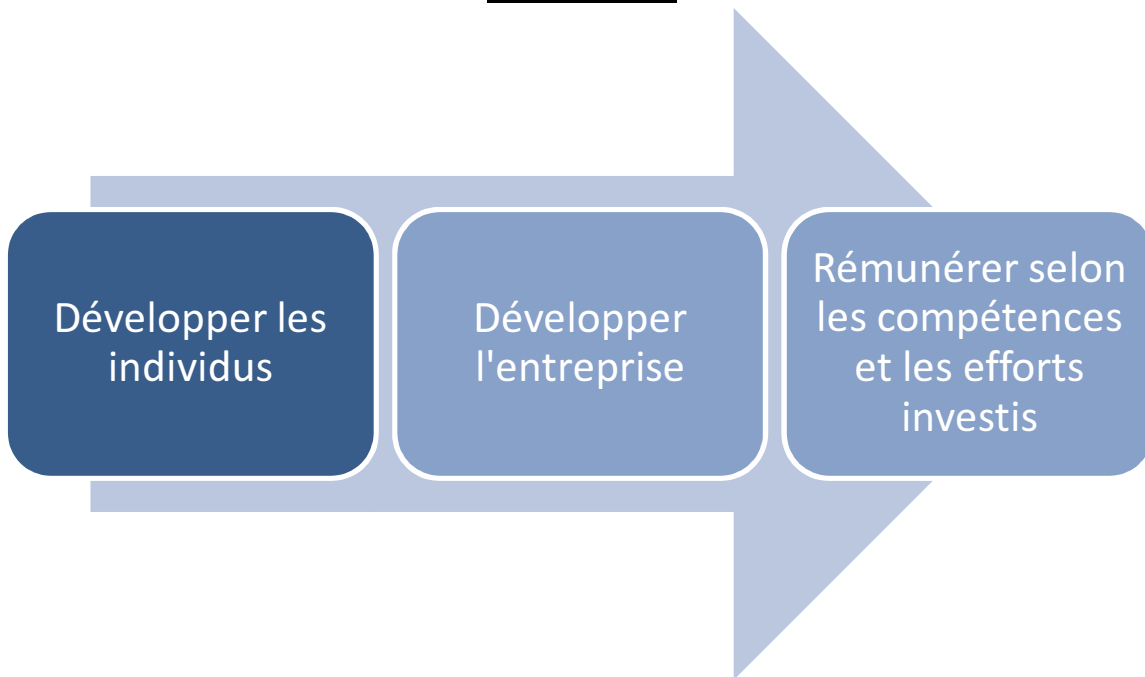 Développer les
individus
Développer
l'entreprise
Rémunérer selon
les compétences
et les efforts
investis